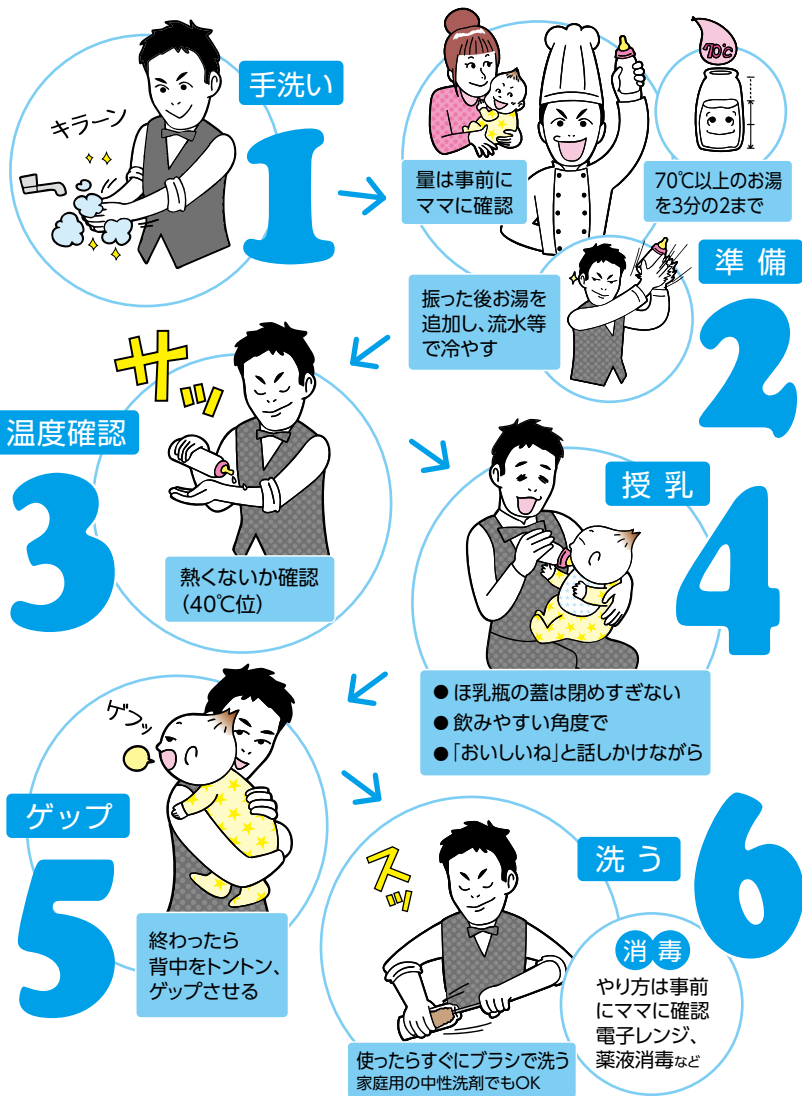 手洗い
キラーン
1
量は事前に
ママに確認
70℃
70℃以上のお湯
を3分の2まで
準備
2
振った後お湯を
追加し、流水等
で冷やす
サッ
温度確認
3
熱くないか確認
(40℃位)
授乳
4
● ほ乳瓶の蓋は閉めすぎない
● 飲みやすい角度で
● 「おいしいね」と話しかけながら
ゲフッ
ゲップ
5
終わったら
背中をトントン、
ゲップさせる
スッ
洗う
6
使ったらすぐにブラシで洗う
家庭用の中性洗剤でもOK
消毒
やり方は事前
にママに確認
電子レンジ、
薬液消毒など